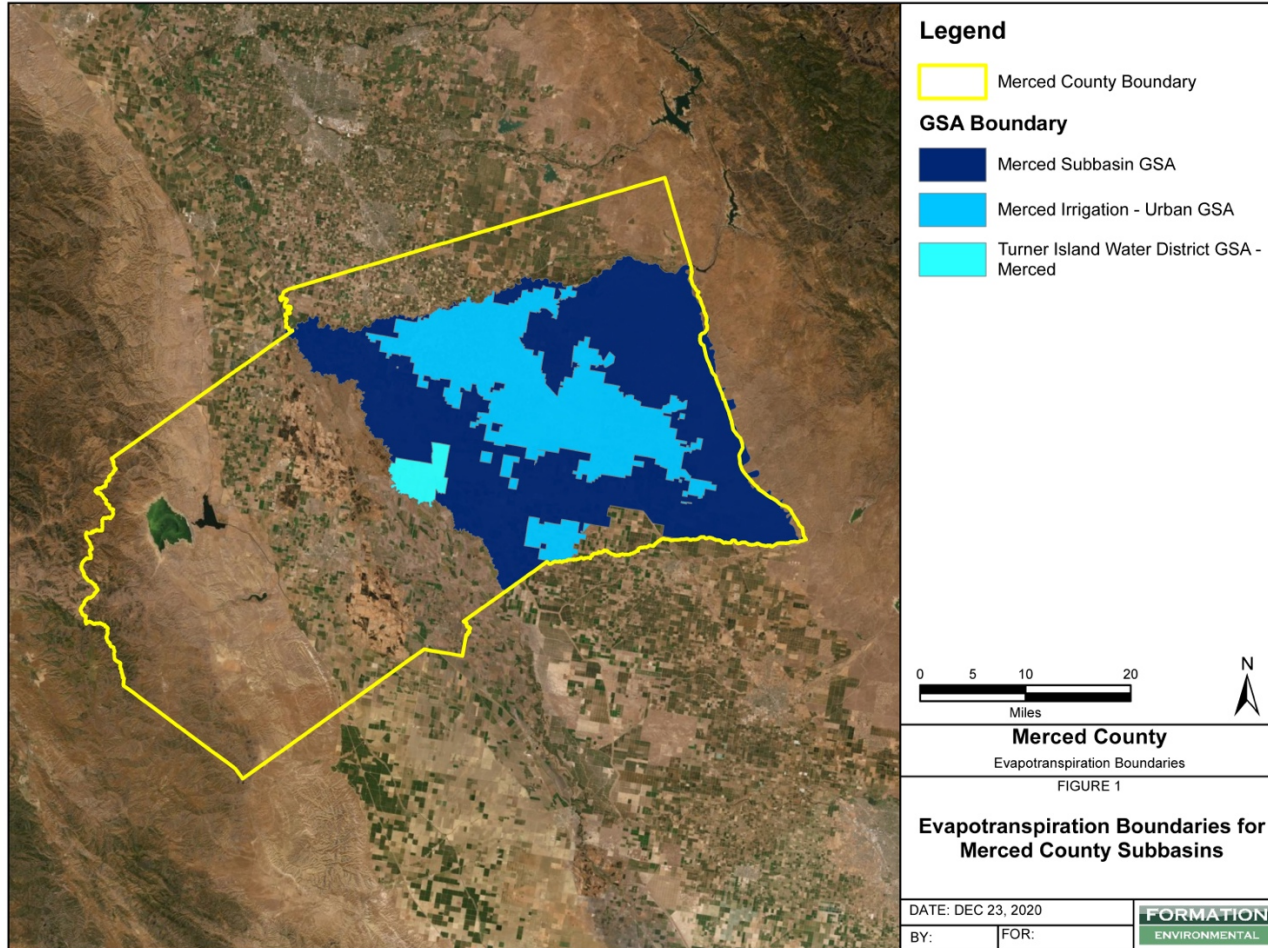 Legend
Merced County Boundary
GSA Boundary
Merced Subbasin GSA
Merced Irrigation - Urban GSA
Turner Island Water District GSA -
Merced
0 5 10 20
Miles
N
Merced County
Evapotranspiration Boundaries
FIGURE 1
Evapotranspiration Boundaries for
Merced County Subbasins
DATE: DEC 23, 2020
BY:
FOR:
FORMATION
ENVIRONMENTAL